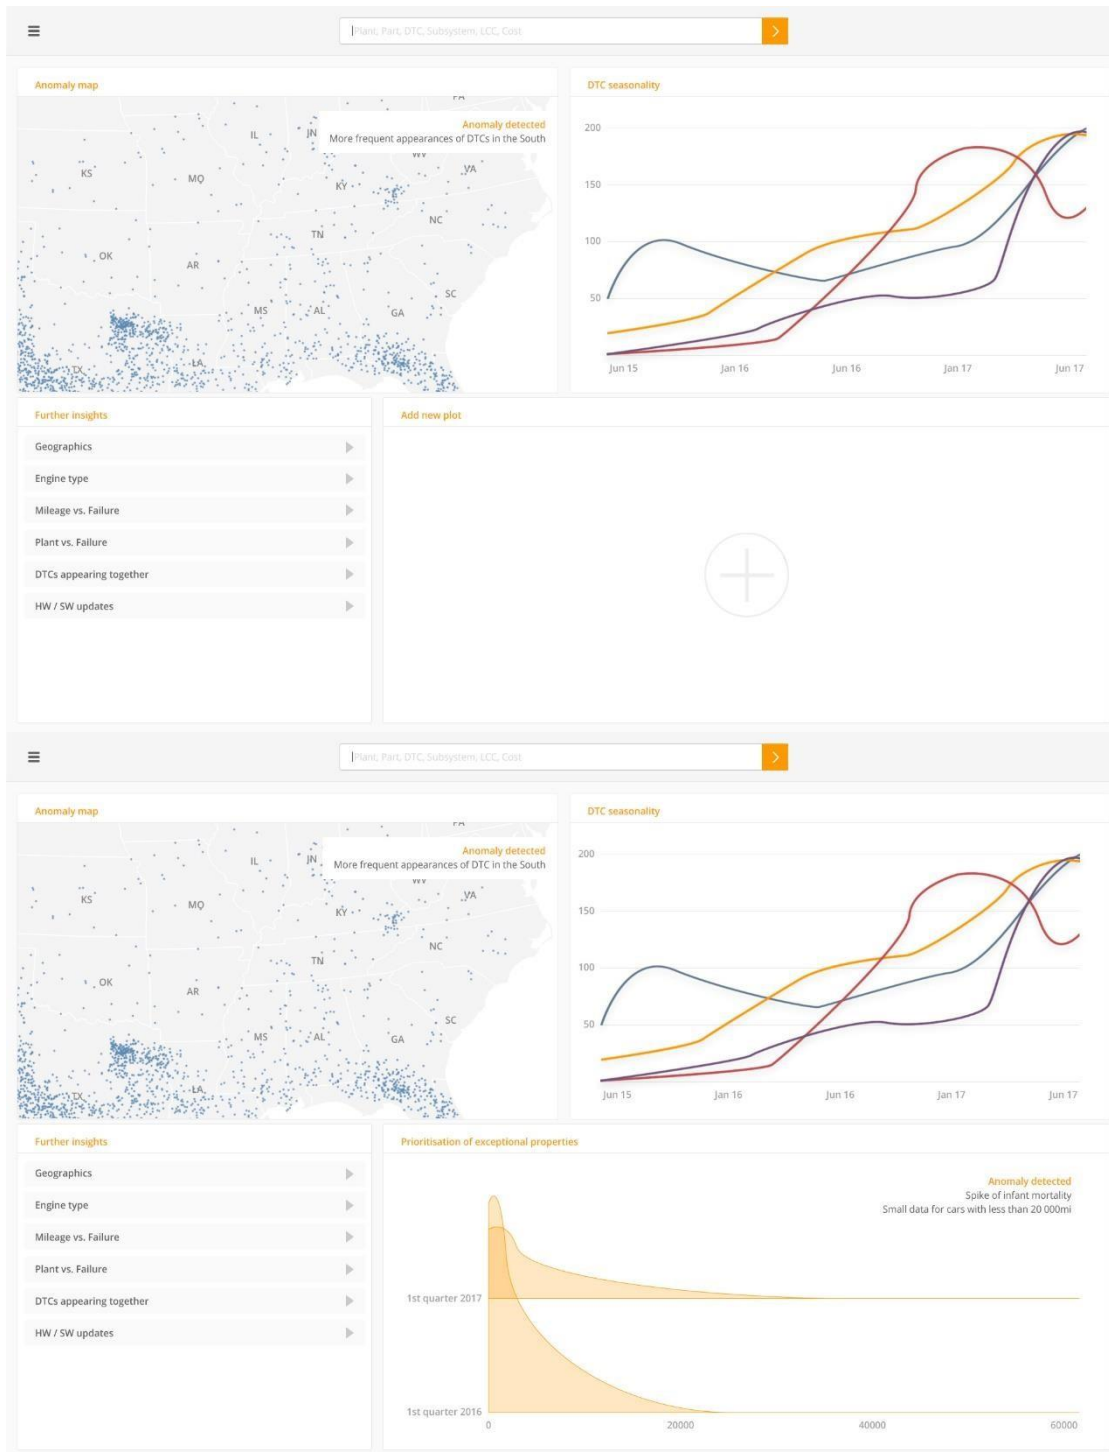 Plant, Part, DTC, Subsystem, LCC, Cost
Anomaly map
Anomaly detected
More frequent appearances of DTCs in the South
IL
JN
KS
MO
KY
VA
NC
TN
OK
AR
SC
MS
AL
GA
TX
LA
DTC seasonality
200
150
100
50
Jun 15
Jan 16
Jun 16
Jan 17
Jun 17
Further insights
Geographics
Engine type
Mileage vs. Failure
Plant vs. Failure
DTCs appearing together
HW / SW updates
Add new plot
Plant, Part, DTC, Subsystem, LCC, Cost
Anomaly map
Anomaly detected
More frequent appearances of DTC in the South
IL
JN
KS
MO
KY
VA
NC
TN
OK
AR
SC
MS
AL
GA
TX
LA
DTC seasonality
200
150
100
50
Jun 15
Jan 16
Jun 16
Jan 17
Jun 17
Further insights
Geographics
Engine type
Mileage vs. Failure
Plant vs. Failure
DTCs appearing together
HW / SW updates
Prioritisation of exceptional properties
Anomaly detected
Spike of infant mortality
Small data for cars with less than 20 000mi
1st quarter 2017
1st quarter 2016
0
20000
40000
60000